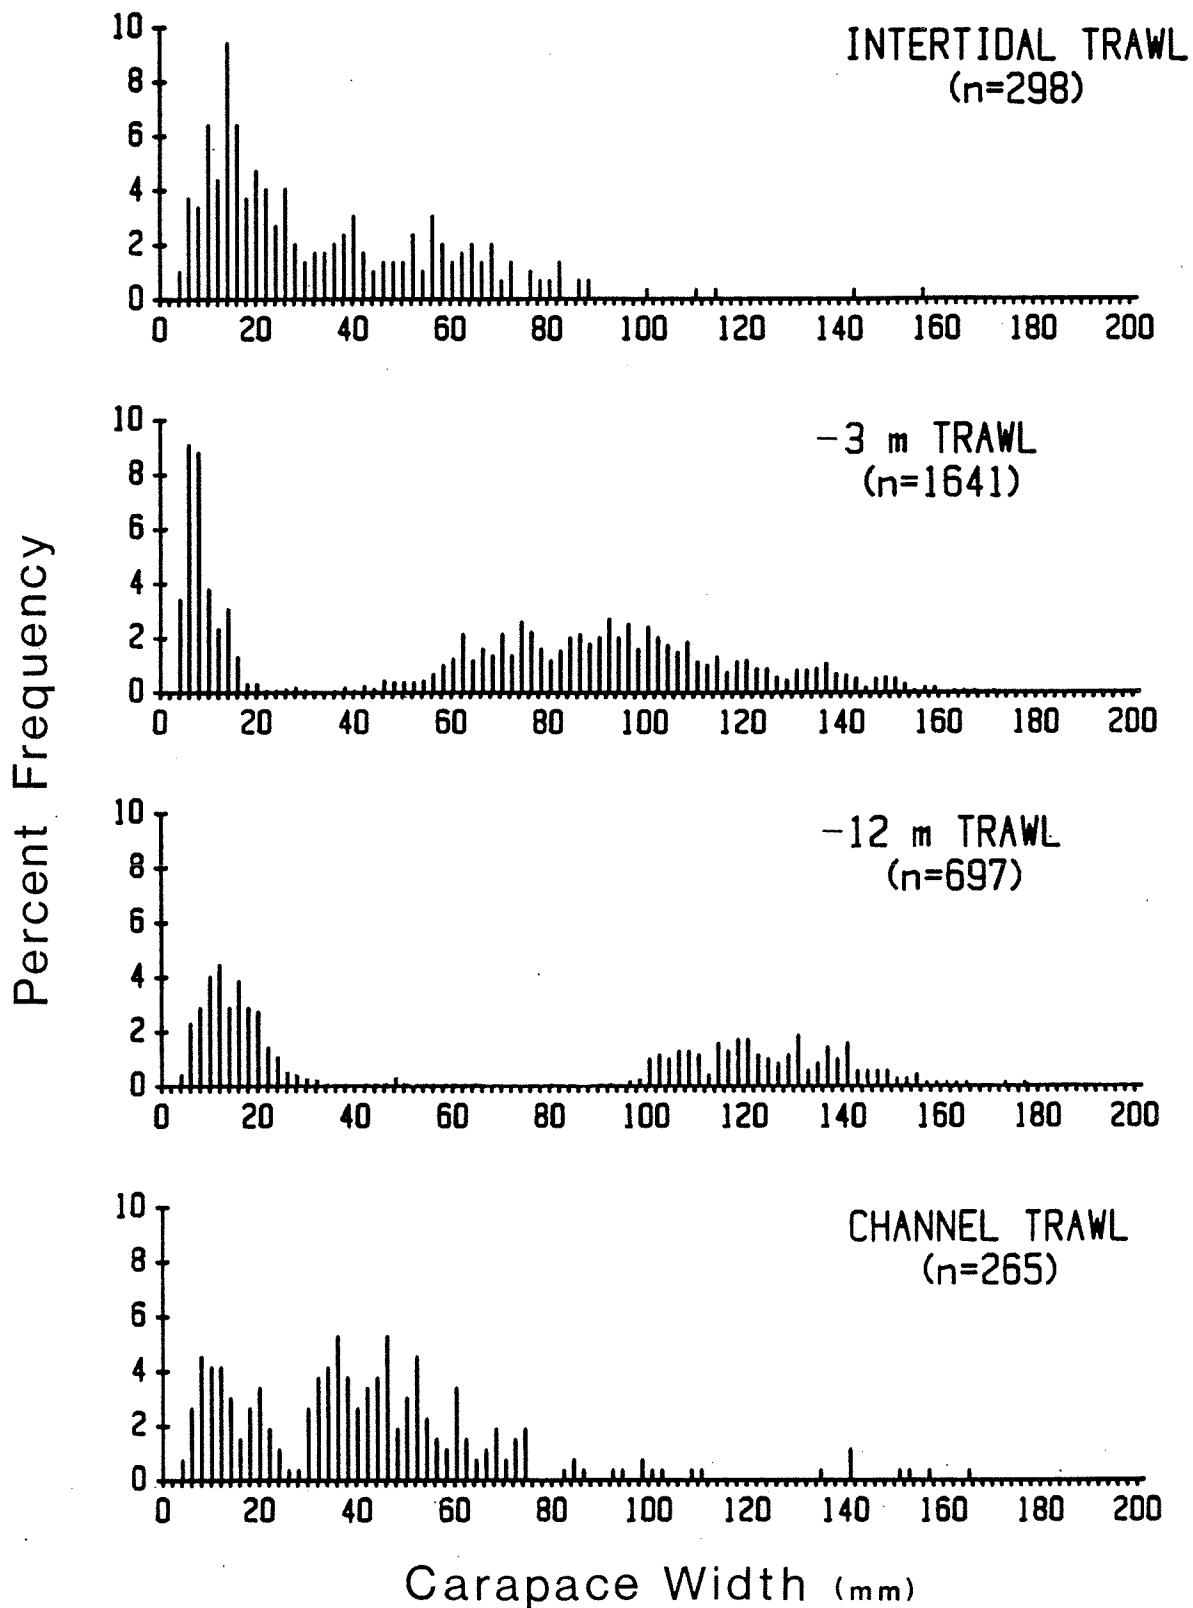 INTERTIDAL TRAWL
(n=298)
10
8
6
4
2
0
0 20 40 60 80 100 120 140 160 180 200
-3 m TRAWL
(n=1641)
10
8
6
4
2
0
0 20 40 60 80 100 120 140 160 180 200
-12 m TRAWL
(n=697)
10
8
6
4
2
0
0 20 40 60 80 100 120 140 160 180 200
CHANNEL TRAWL
(n=265)
10
8
6
4
2
0
0 20 40 60 80 100 120 140 160 180 200
Percent Frequency
Carapace Width (mm)